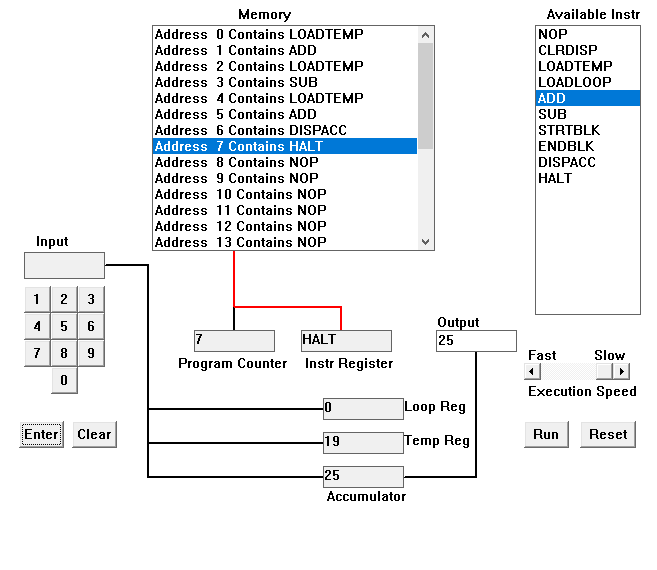 Memory
Available Instr
Address  0 Contains LOADTEMP
Address  1 Contains ADD
Address  2 Contains LOADTEMP
Address  3 Contains SUB
Address  4 Contains LOADTEMP
Address  5 Contains ADD
Address  6 Contains DISPACC
Address  7 Contains HALT
Address  8 Contains NOP
Address  9 Contains NOP
Address  10 Contains NOP
Address  11 Contains NOP
Address  12 Contains NOP
Address  13 Contains NOP
NOP
CLRDISP
LOADTEMP
LOADLOOP
ADD
SUB
STRTBLK
ENDBLK
DISPACC
HALT
Input
1 2 3
4 5 6
7 8 9
0
Enter Clear
7
Program Counter
HALT
Instr Register
Output
25
Fast Slow
Execution Speed
Run Reset
0 Loop Reg
19 Temp Reg
25
Accumulator